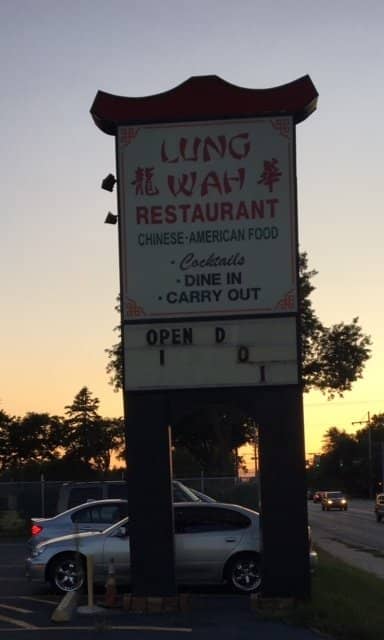 LUNG
龍 WAH 華
RESTAURANT
CHINESE-AMERICAN FOOD
· Cocktails
· DINE IN
· CARRY OUT
OPEN D
I O
I